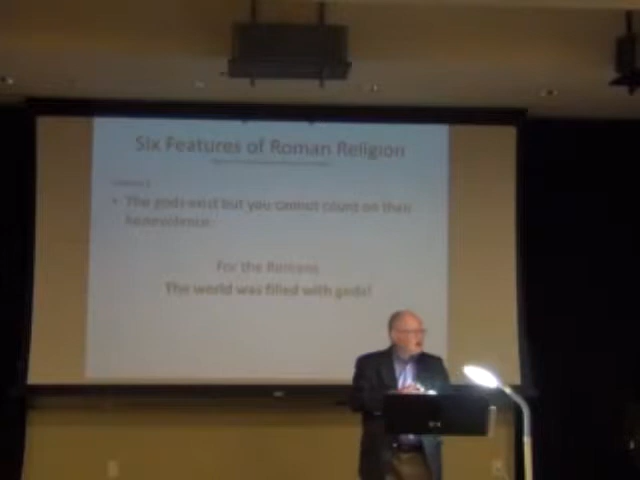 Six Features of Roman Religion
• The gods exist but you cannot count on their
benevolence
For the Romans
The world was filled with gods!